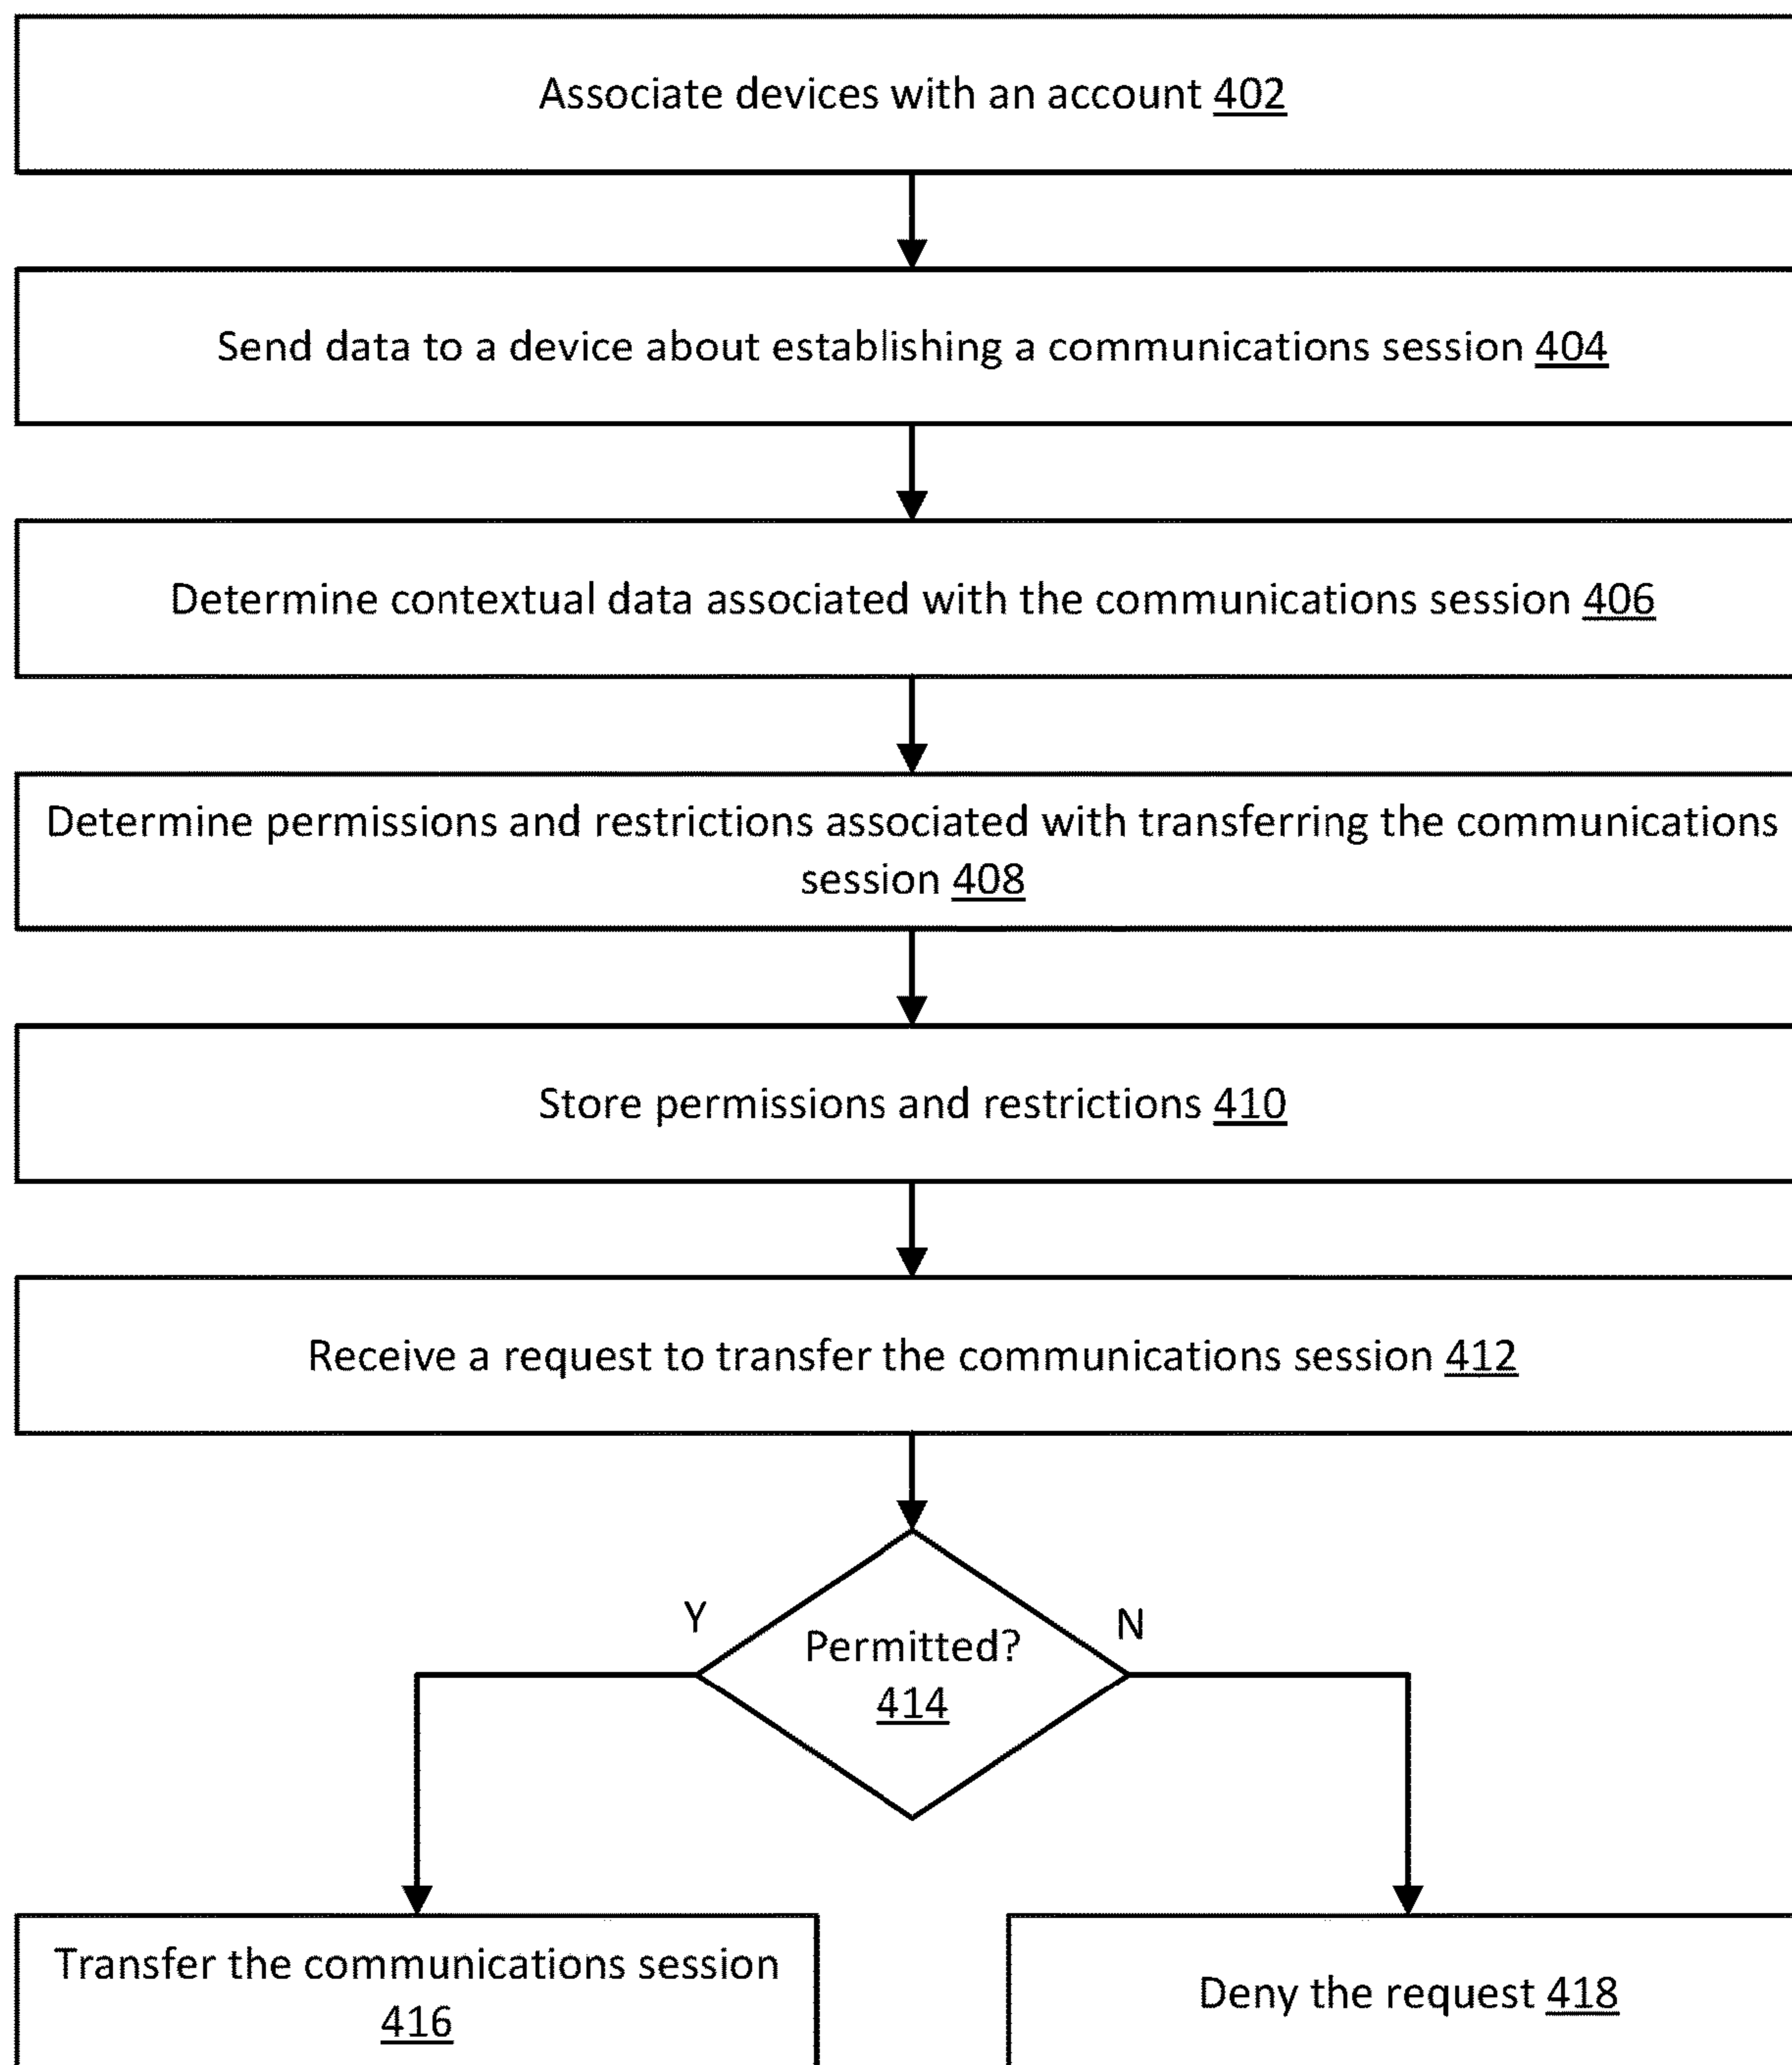 Associate devices with an account 402
Send data to a device about establishing a communications session 404
Determine contextual data associated with the communications session 406
Determine permissions and restrictions associated with transferring the communications
session 408
Store permissions and restrictions 410
Receive a request to transfer the communications session 412
Y
N
Permitted?
414
Transfer the communications session
416
Deny the request 418